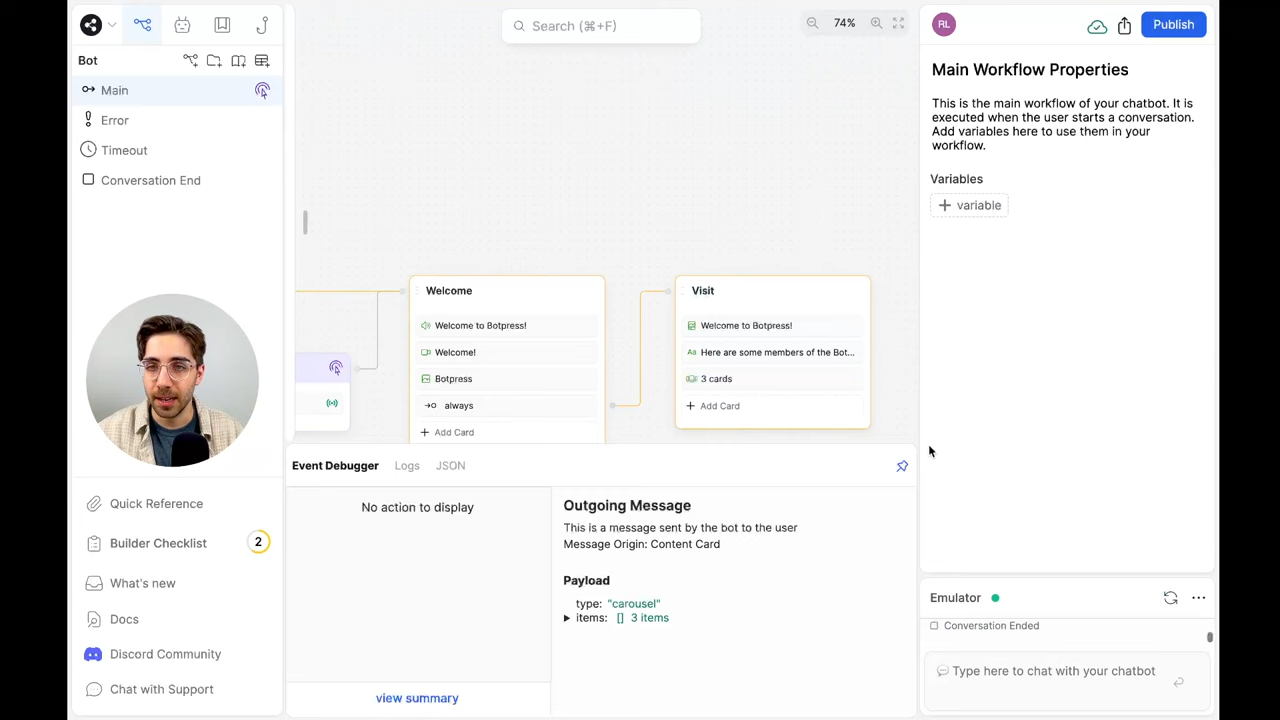 Search (⌘+F)
74%
RL
Publish
Bot
Main
Error
Timeout
Conversation End
Quick Reference
Builder Checklist
2
What's new
Docs
Discord Community
Chat with Support
Welcome
Welcome to Botpress!
Welcome!
Botpress
always
+ Add Card
Visit
Welcome to Botpress!
Aa Here are some members of the Bot...
3 cards
+ Add Card
Event Debugger
Logs
JSON
No action to display
view summary
Outgoing Message
This is a message sent by the bot to the user
Message Origin: Content Card
Payload
type: "carousel"
items: [] 3 items
Main Workflow Properties
This is the main workflow of your chatbot. It is
executed when the user starts a conversation.
Add variables here to use them in your
workflow.
Variables
+ variable
Emulator
Conversation Ended
Type here to chat with your chatbot